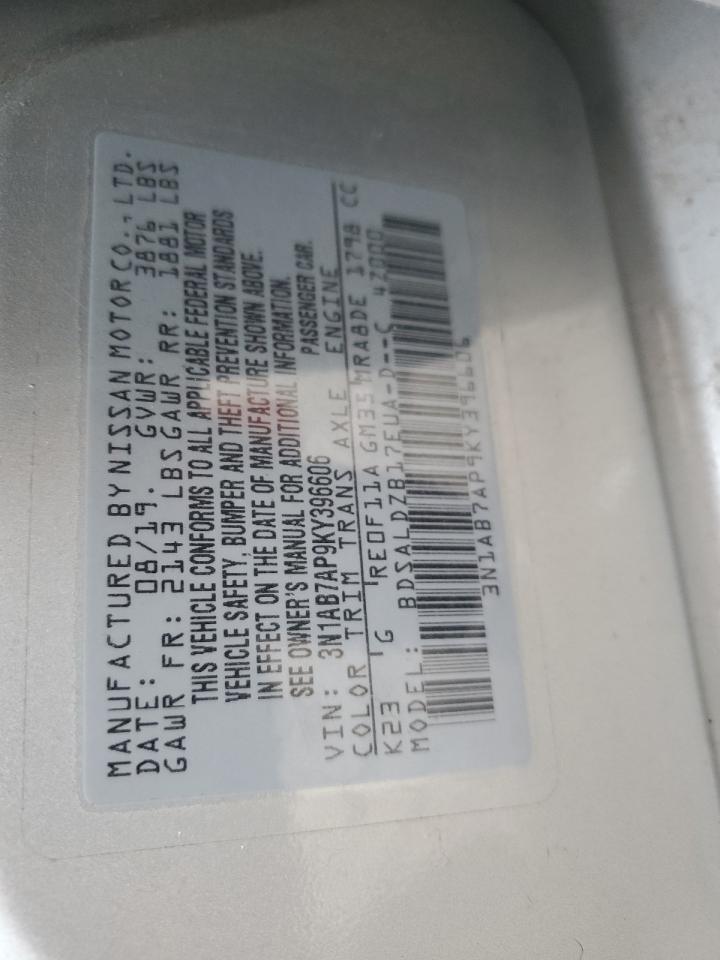 MANUFACTURED BY NISSAN MOTOR CO., LTD.
DATE: 08/19. GVWR: 3876 LBS
GAWR FR: 2143 LBS GAWR RR: 1881 LBS
THIS VEHICLE CONFORMS TO ALL APPLICABLE FEDERAL MOTOR
VEHICLE SAFETY, BUMPER AND THEFT PREVENTION STANDARDS
IN EFFECT ON THE DATE OF MANUFACTURE SHOWN ABOVE.
SEE OWNER'S MANUAL FOR ADDITIONAL INFORMATION.
PASSENGER CAR.
VIN: 3N1AB7AP9KY396606
COLOR TRIM TRANS AXLE ENGINE
K23 G RE0F11A GM35 MRA8DE 1798 CC
MODEL: BDSALDZB17EUA-D--C 47000
3N1AB7AP9KY396606